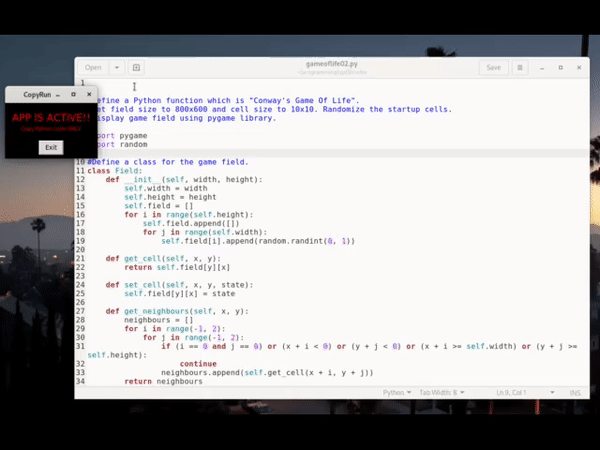 gameoflife02.py
Open
Save
CopyRun
APP IS ACTIVE!!
Exit
1
efine a Python function which is "Conway's Game Of Life".
et field size to 800x600 and cell size to 10x10. Randomize the startup cells.
isplay game field using pygame library.
port pygame
port random
10 #Define a class for the game field.
11 class Field:
12     def __init__(self, width, height):
13         self.width = width
14         self.height = height
15         self.field = []
16         for i in range(self.height):
17             self.field.append([])
18             for j in range(self.width):
19                 self.field[i].append(random.randint(0, 1))
20
21     def get_cell(self, x, y):
22         return self.field[y][x]
23
24     def set_cell(self, x, y, state):
25         self.field[y][x] = state
26
27     def get_neighbours(self, x, y):
28         neighbours = []
29         for i in range(-1, 2):
30             for j in range(-1, 2):
31                 if (i == 0 and j == 0) or (x + i < 0) or (y + j < 0) or (x + i >= self.width) or (y + j >=
self.height):
32                     continue
33                 neighbours.append(self.get_cell(x + i, y + j))
34         return neighbours
Python
Tab Width: 8
Ln 9, Col 1
INS